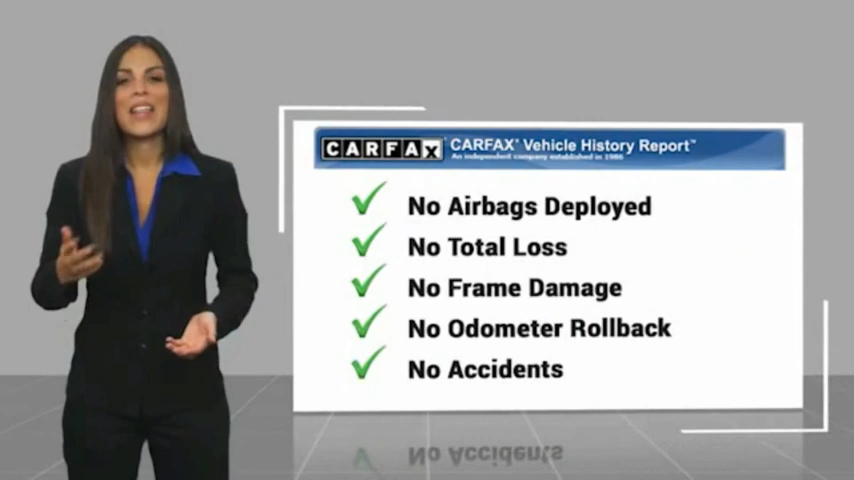 CARFAX CARFAX® Vehicle History Report™
An independent company established in 1986
No Airbags Deployed
No Total Loss
No Frame Damage
No Odometer Rollback
No Accidents
No Accidents